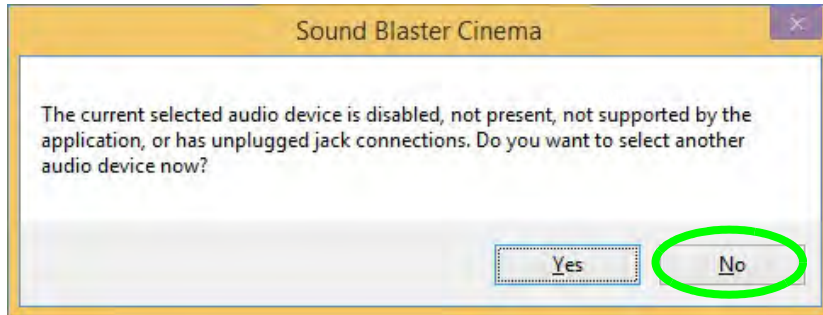 Sound Blaster Cinema
The current selected audio device is disabled, not present, not supported by the
application, or has unplugged jack connections. Do you want to select another
audio device now?
Yes
No